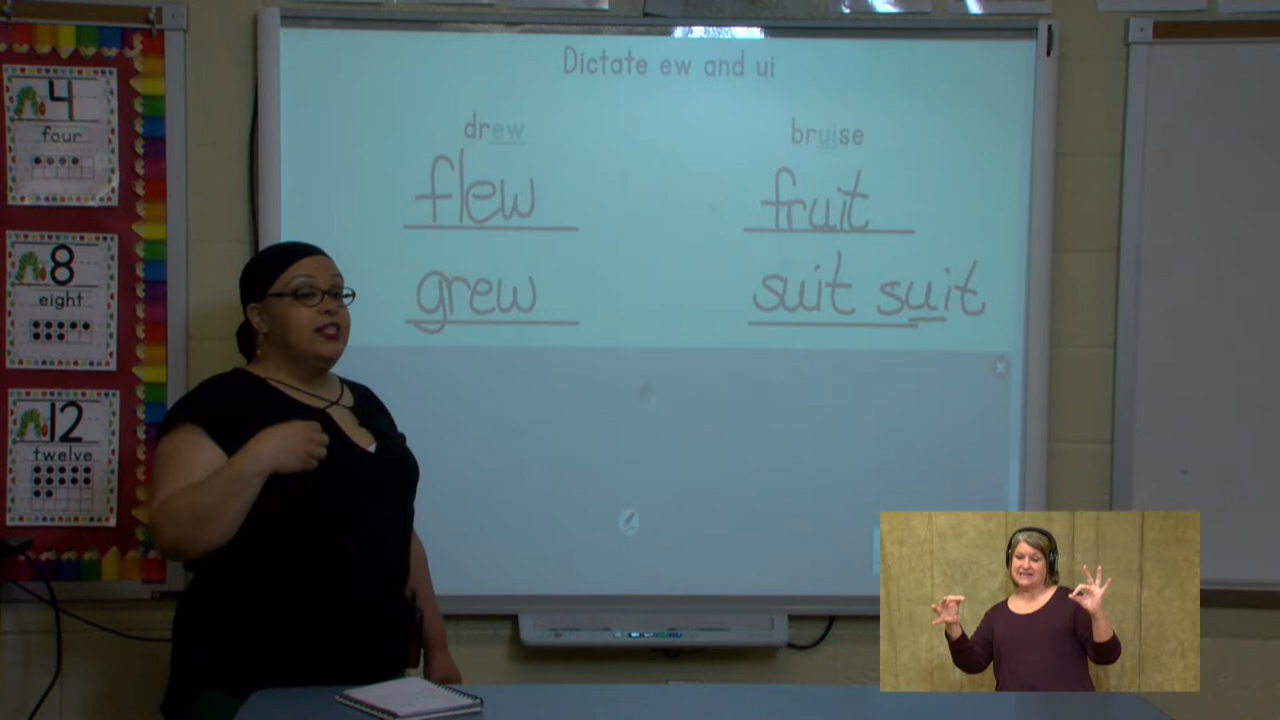 Dictate ew and ui
drew
bruise
flew
fruit
grew
suit suit
4
four
8
eight
12
twelve